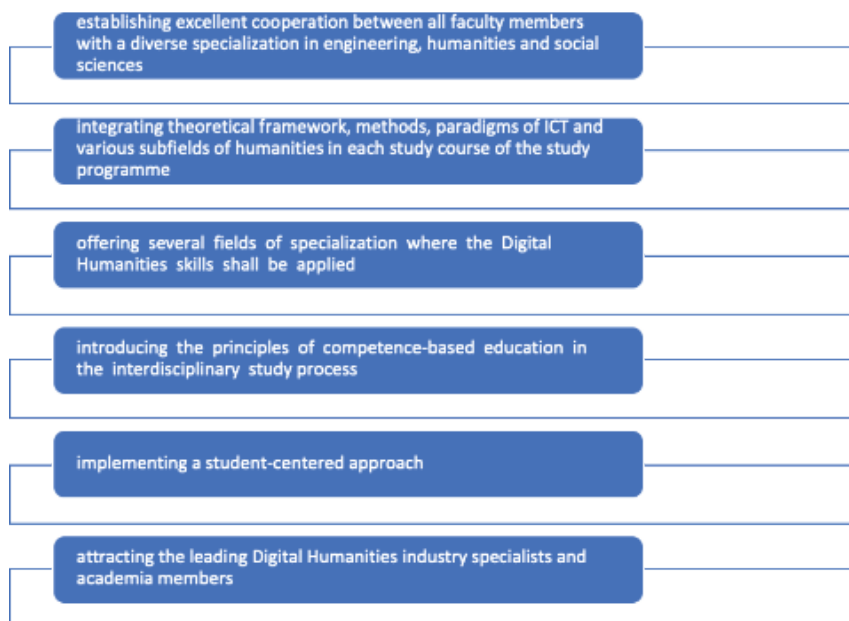 establishing excellent cooperation between all faculty members
with a diverse specialization in engineering, humanities and social
sciences
integrating theoretical framework, methods, paradigms of ICT and
various subfields of humanities in each study course of the study
programme
offering several fields of specialization where the Digital
Humanities skills shall be applied
introducing the principles of competence-based education in
the interdisciplinary study process
implementing a student-centered approach
attracting the leading Digital Humanities industry specialists and
academia members